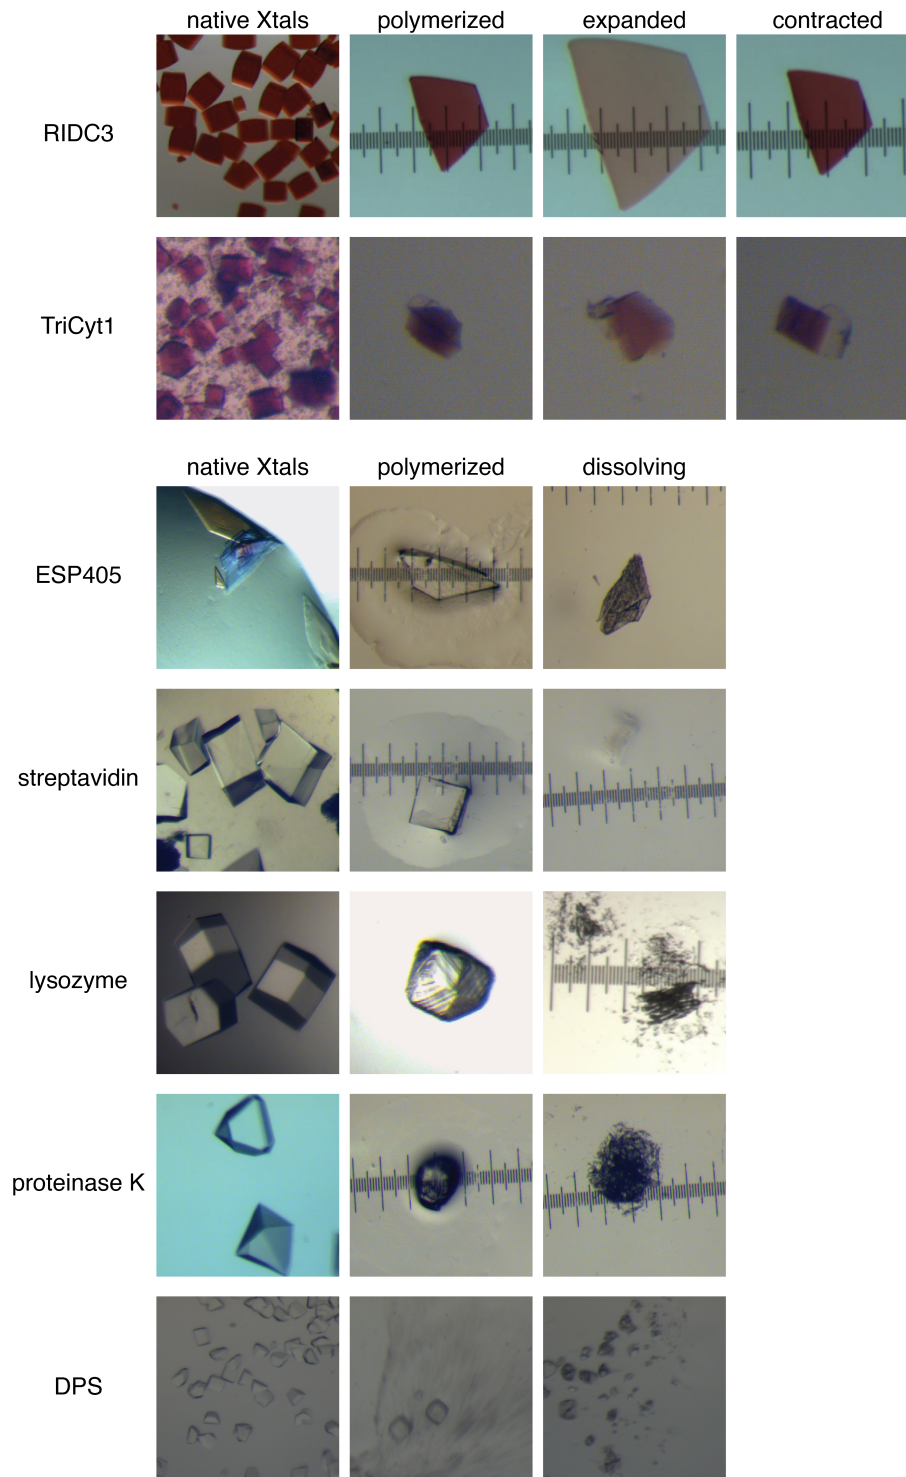 native Xtals polymerized expanded contracted
RIDC3
TriCyt1
native Xtals polymerized dissolving
ESP405
streptavidin
lysozyme
proteinase K
DPS